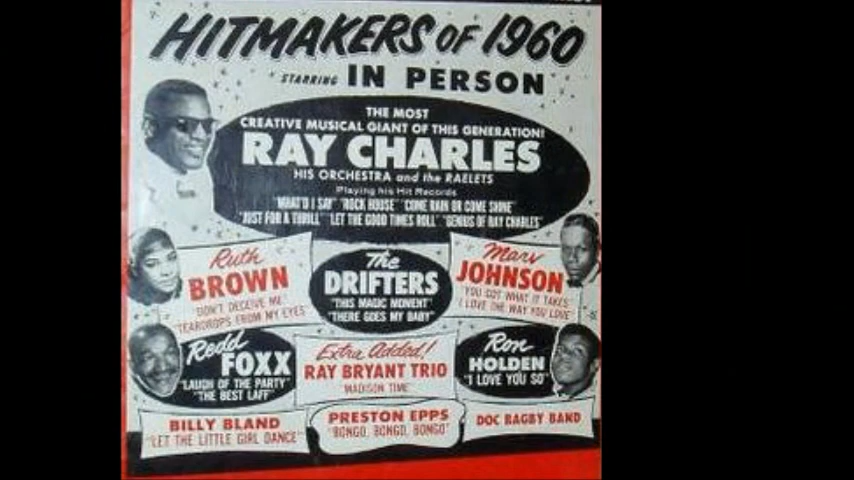 HITMAKERS OF 1960
STARRING IN PERSON
THE MOST
CREATIVE MUSICAL GIANT OF THIS GENERATION!
RAY CHARLES
HIS ORCHESTRA and the RAELETS
Playing his Hit Records
"WHAT'D I SAY" "ROCK HOUSE" "COME RAIN OR COME SHINE"
"JUST FOR A THRILL" "LET THE GOOD TIMES ROLL" "GENIUS OF RAY CHARLES"
Ruth
BROWN
"DON'T DECEIVE ME"
"TEARDROPS FROM MY EYES"
The
DRIFTERS
"THIS MAGIC MOMENT"
"THERE GOES MY BABY"
Marv
JOHNSON
"YOU GOT WHAT IT TAKES"
"I LOVE THE WAY YOU LOVE"
Redd
FOXX
"LAUGH OF THE PARTY"
"THE BEST LAFF"
Extra Added!
RAY BRYANT TRIO
"MADISON TIME"
Ron
HOLDEN
"I LOVE YOU SO"
BILLY BLAND
"LET THE LITTLE GIRL DANCE"
PRESTON EPPS
"BONGO, BONGO, BONGO"
DOC BAGBY BAND